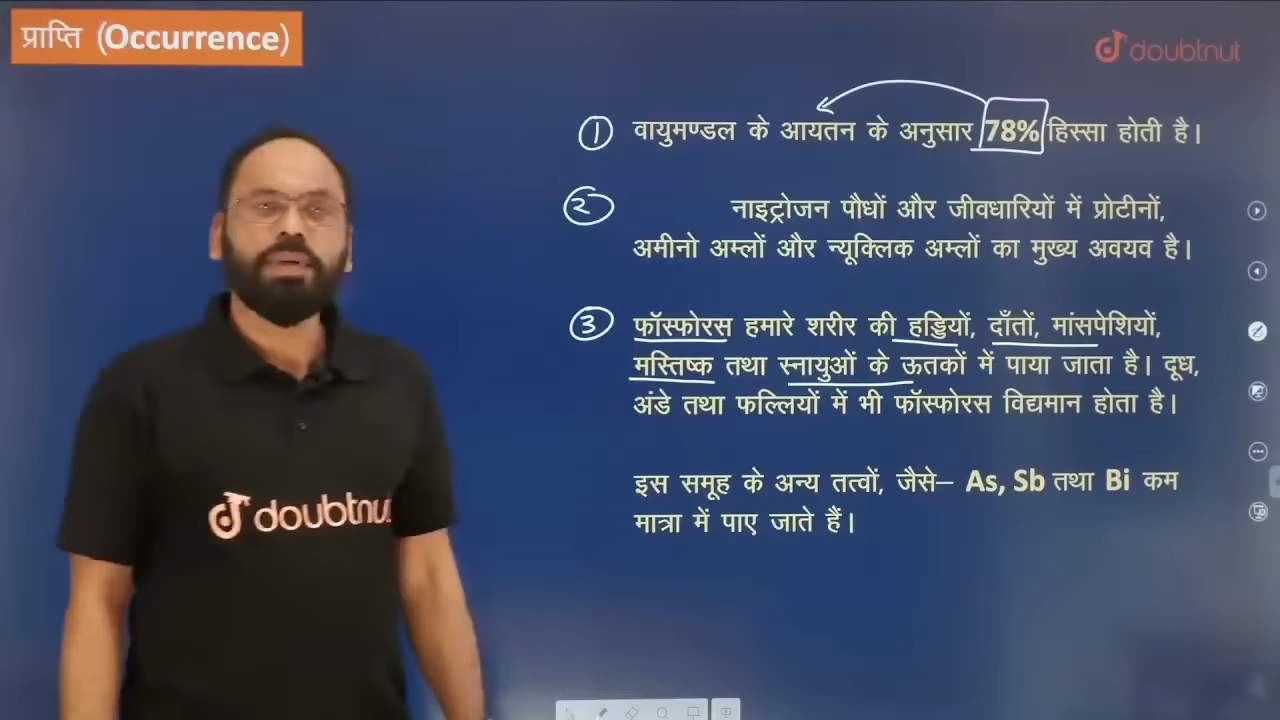 प्राप्ति (Occurrence)
doubtnut
① वायुमण्डल के आयतन के अनुसार 78% हिस्सा होती है।
② नाइट्रोजन पौधों और जीवधारियों में प्रोटीनों,
अमीनो अम्लों और न्यूक्लिक अम्लों का मुख्य अवयव है।
③ फॉस्फोरस हमारे शरीर की हड्डियों, दाँतों, मांसपेशियों,
मस्तिष्क तथा स्नायुओं के ऊतकों में पाया जाता है। दूध,
अंडे तथा फल्लियों में भी फॉस्फोरस विद्यमान होता है।
इस समूह के अन्य तत्वों, जैसे– As, Sb तथा Bi कम
मात्रा में पाए जाते हैं।
doubtnut